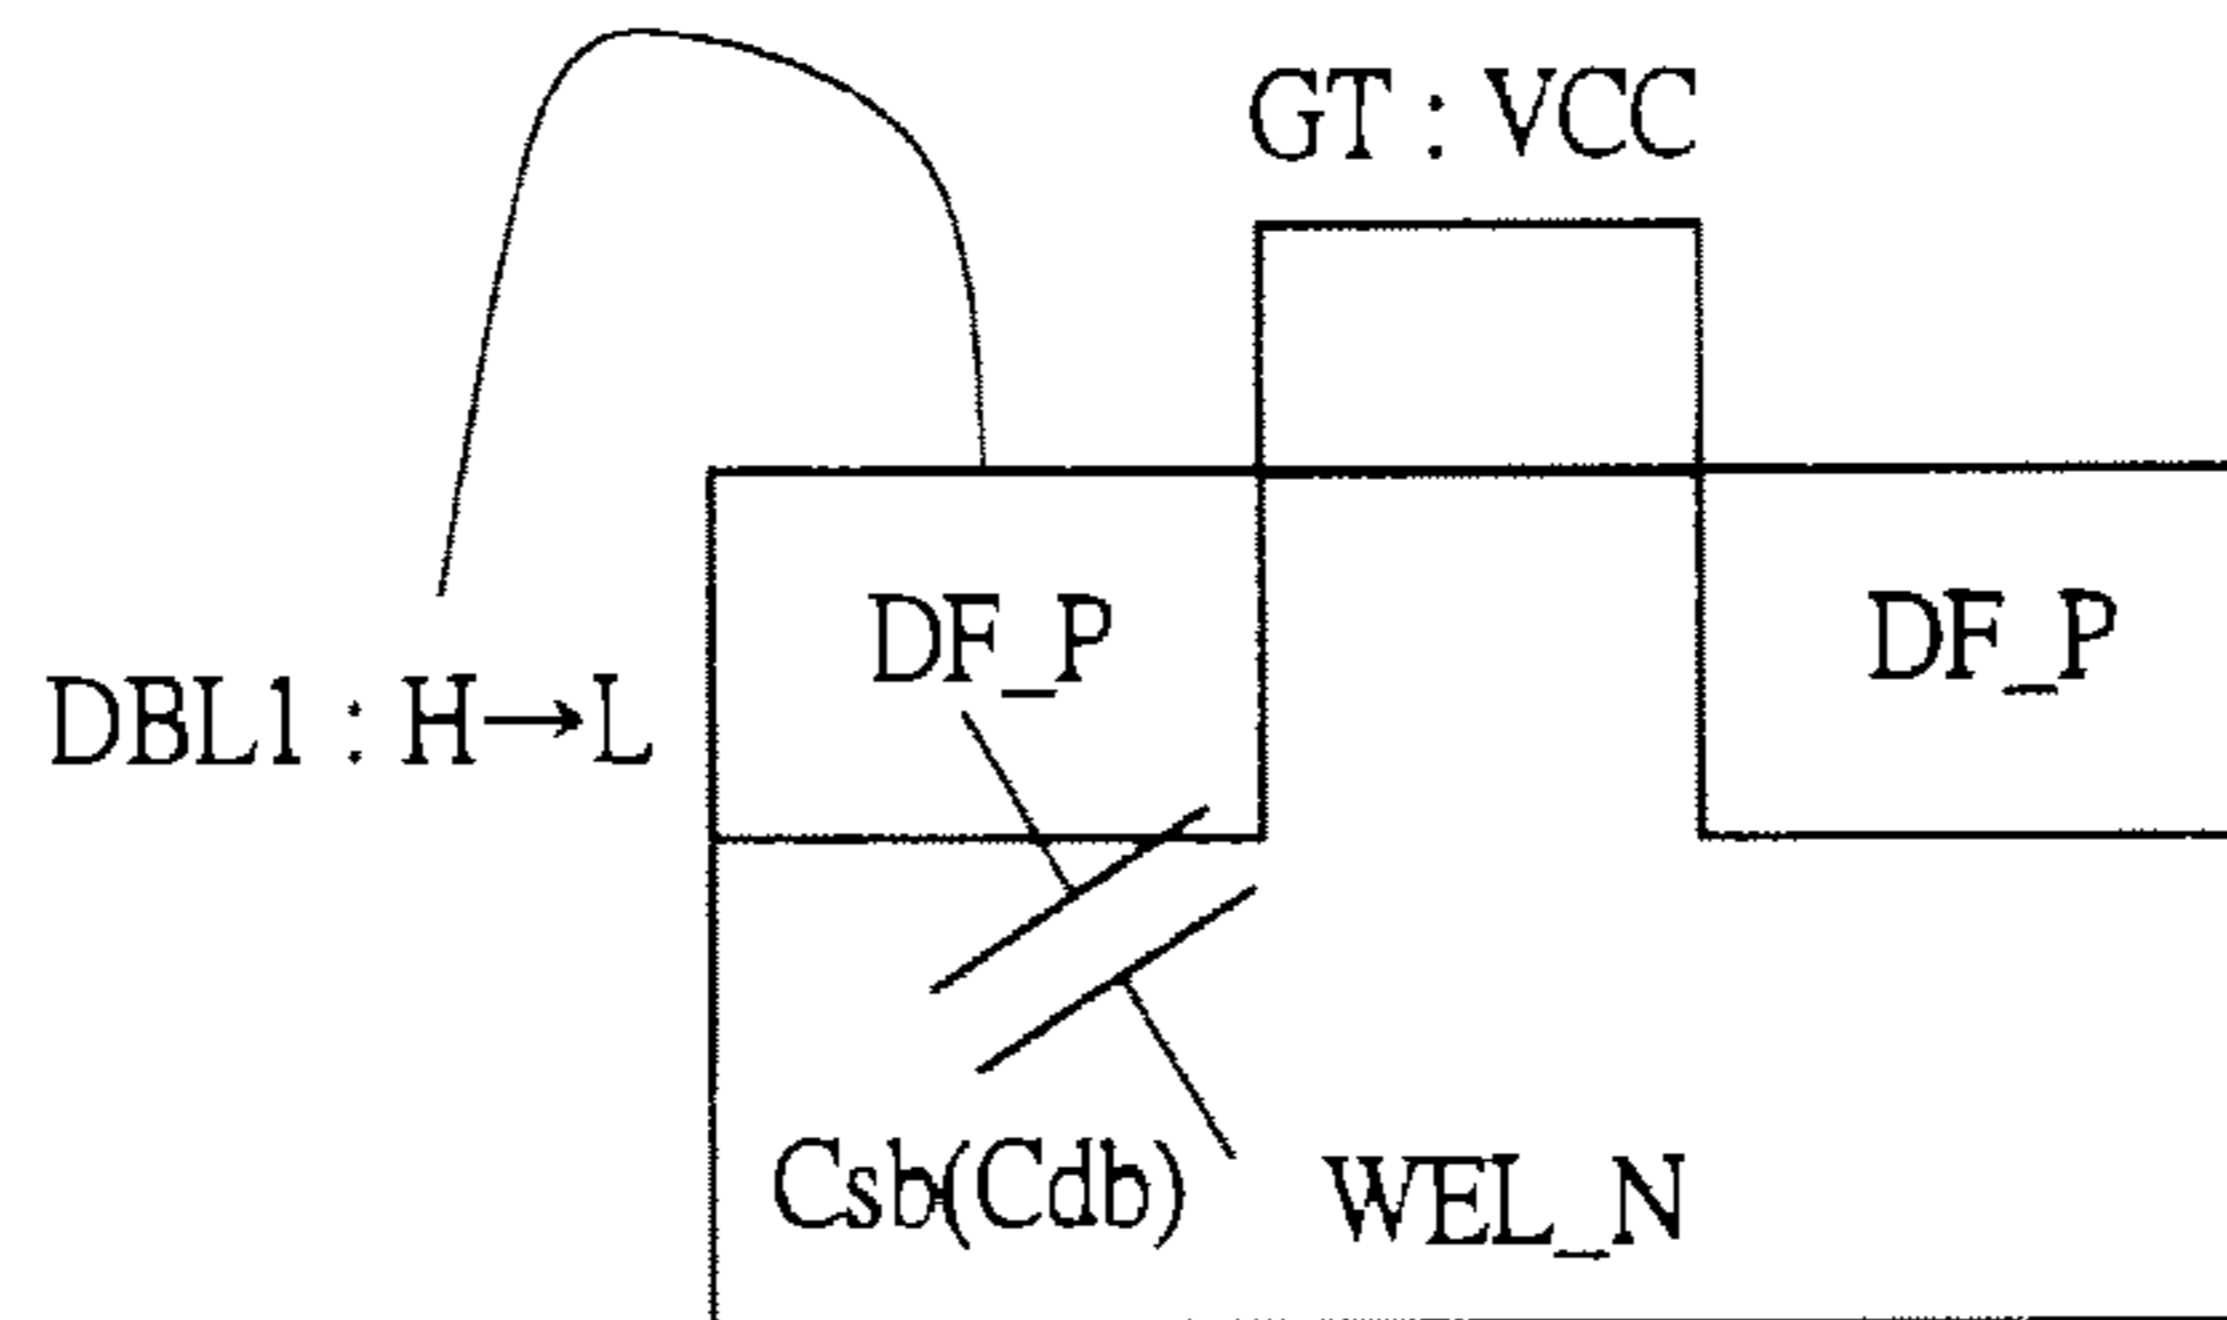 GT : VCC
DF_P
DF_P
DBL1 : H→L
Csb(Cdb)
WEL_N